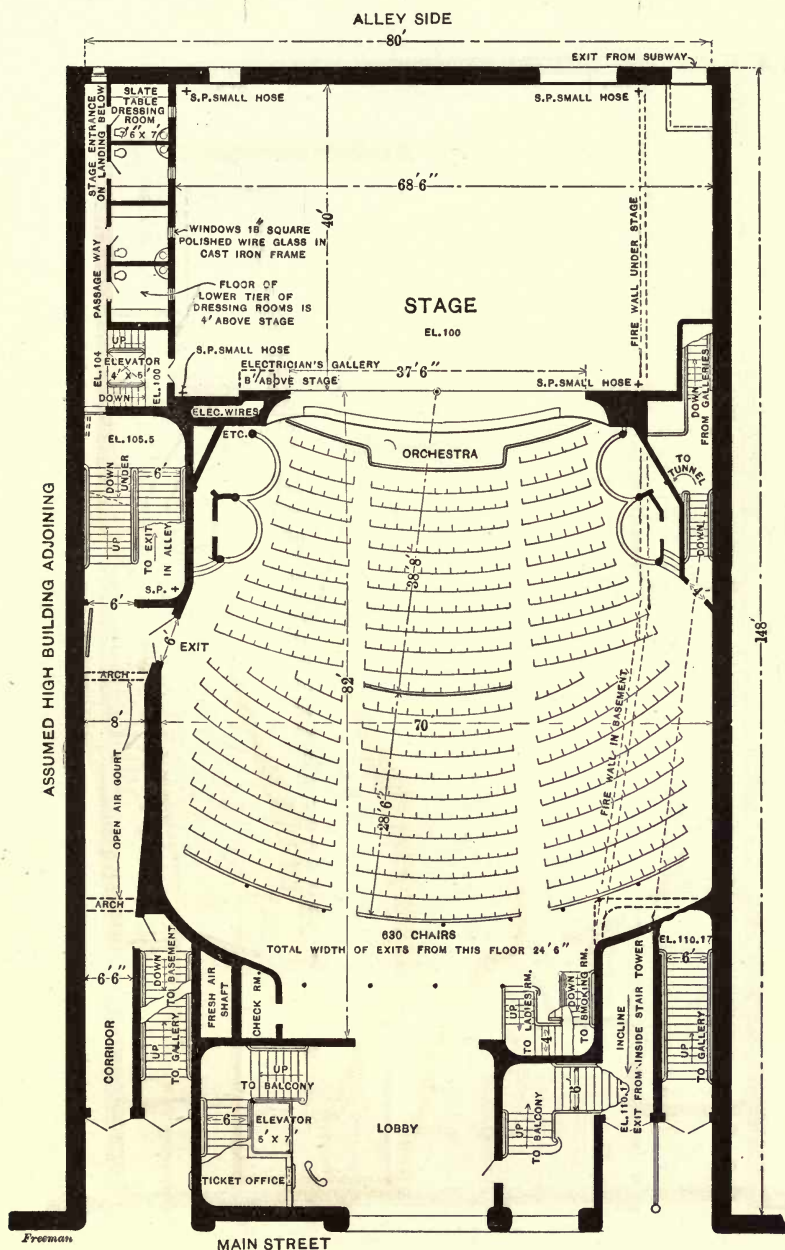 ALLEY SIDE
80'
EXIT FROM SUBWAY
SLATE
TABLE
DRESSING
ROOM
7'6" X 7'
+S.P. SMALL HOSE
S.P. SMALL HOSE
STAGE ENTRANCE
ON LANDING BELOW
68'6"
40'
WINDOWS 18" SQUARE
POLISHED WIRE GLASS IN
CAST IRON FRAME
PASSAGE WAY
FLOOR OF
LOWER TIER OF
DRESSING ROOMS IS
4' ABOVE STAGE
STAGE
EL.100
FIRE WALL UNDER STAGE
UP
ELEVATOR
4' X 5'
DOWN
EL.104
EL.100
S.P. SMALL HOSE
ELECTRICIAN'S GALLERY
8' ABOVE STAGE
37'6"
S.P. SMALL HOSE+
DOWN
FROM GALLERIES
ELEC. WIRES
ETC.
ORCHESTRA
EL.105.5
TO
TUNNEL
DOWN
DOWN
UNDER
6'
UP
TO EXIT
IN ALLEY
S.P. +
38'8"
4'
6'
6'
EXIT
ASSUMED HIGH BUILDING ADJOINING
148'
ARCH
82'
8'
70
OPEN AIR COURT
FIRE WALL IN BASEMENT
28'6"
ARCH
630 CHAIRS
TOTAL WIDTH OF EXITS FROM THIS FLOOR 24'6"
EL.110.17
6'
6'6"
DOWN
TO BASEMENT
FRESH AIR
SHAFT
CHECK RM.
UP
TO LADIES RM.
DOWN
TO SMOKING RM.
4'
INCLINE
EXIT FROM INSIDE STAIR TOWER
EL.110.1
CORRIDOR
UP
TO GALLERY
UP
TO GALLERY
UP
TO BALCONY
6'
ELEVATOR
5' X 7'
LOBBY
6'
UP
TO BALCONY
TICKET OFFICE
Freeman
MAIN STREET